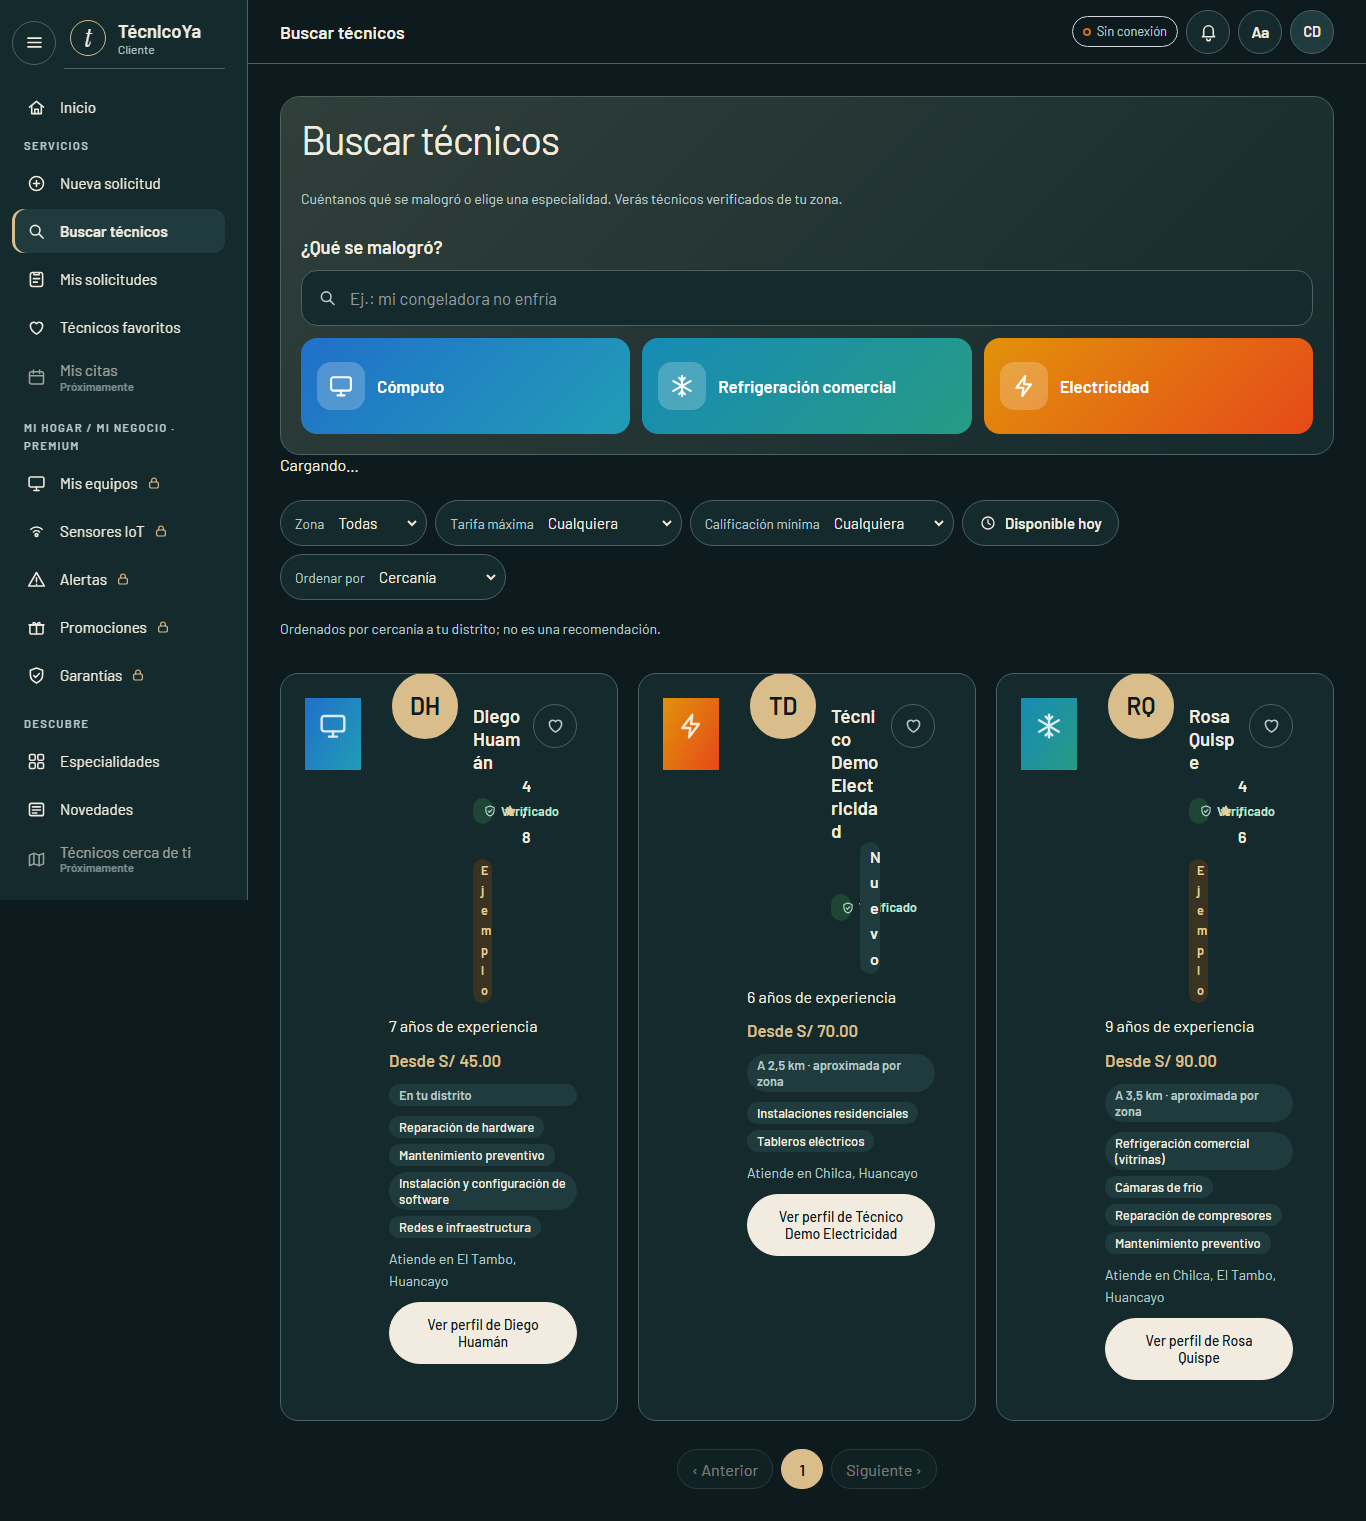 TécnicoYa
Cliente
Inicio
SERVICIOS
Nueva solicitud
Buscar técnicos
Mis solicitudes
Técnicos favoritos
Mis citas
Próximamente
MI HOGAR / MI NEGOCIO ·
PREMIUM
Mis equipos
Sensores IoT
Alertas
Promociones
Garantías
DESCUBRE
Especialidades
Novedades
Técnicos cerca de ti
Próximamente
Buscar técnicos
Sin conexión
Aa
CD
Buscar técnicos
Cuéntanos qué se malogró o elige una especialidad. Verás técnicos verificados de tu zona.
¿Qué se malogró?
Ej.: mi congeladora no enfría
Cómputo
Refrigeración comercial
Electricidad
Cargando...
Zona Todas
Tarifa máxima Cualquiera
Calificación mínima Cualquiera
Disponible hoy
Ordenar por Cercanía
Ordenados por cercanía a tu distrito; no es una recomendación.
DH
Diego
Huam
án
4
Verificado
8
E
j
e
m
p
l
o
7 años de experiencia
Desde S/ 45.00
En tu distrito
Reparación de hardware
Mantenimiento preventivo
Instalación y configuración de
software
Redes e infraestructura
Atiende en El Tambo,
Huancayo
Ver perfil de Diego
Huamán
TD
Técni
co
Demo
Elect
ricida
d
N
u
e
v
o
ificado
6 años de experiencia
Desde S/ 70.00
A 2,5 km · aproximada por
zona
Instalaciones residenciales
Tableros eléctricos
Atiende en Chilca, Huancayo
Ver perfil de Técnico
Demo Electricidad
RQ
Rosa
Quisp
e
4
Verificado
6
E
j
e
m
p
l
o
9 años de experiencia
Desde S/ 90.00
A 3,5 km · aproximada por
zona
Refrigeración comercial
(vitrinas)
Cámaras de frío
Reparación de compresores
Mantenimiento preventivo
Atiende en Chilca, El Tambo,
Huancayo
Ver perfil de Rosa
Quispe
‹ Anterior
1
Siguiente ›